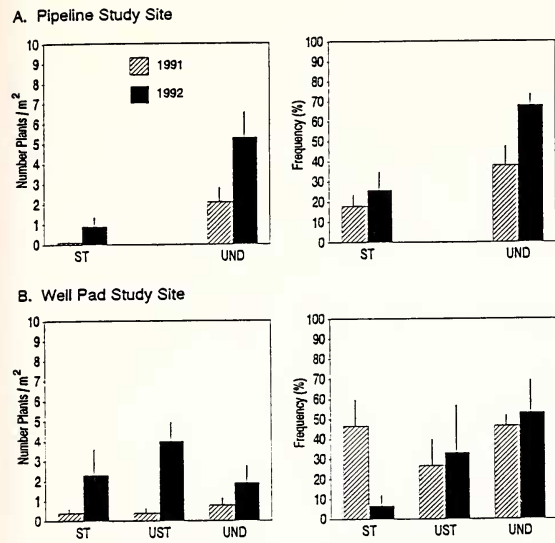 A. Pipeline Study Site
Number Plants / m²
10
9
8
7
6
5
4
3
2
1
0
1991
1992
ST
UND
Frequency (%)
100
90
80
70
60
50
40
30
20
10
0
ST
UND
B. Well Pad Study Site
Number Plants / m²
10
9
8
7
6
5
4
3
2
1
0
ST
UST
UND
Frequency (%)
100
90
80
70
60
50
40
30
20
10
0
ST
UST
UND